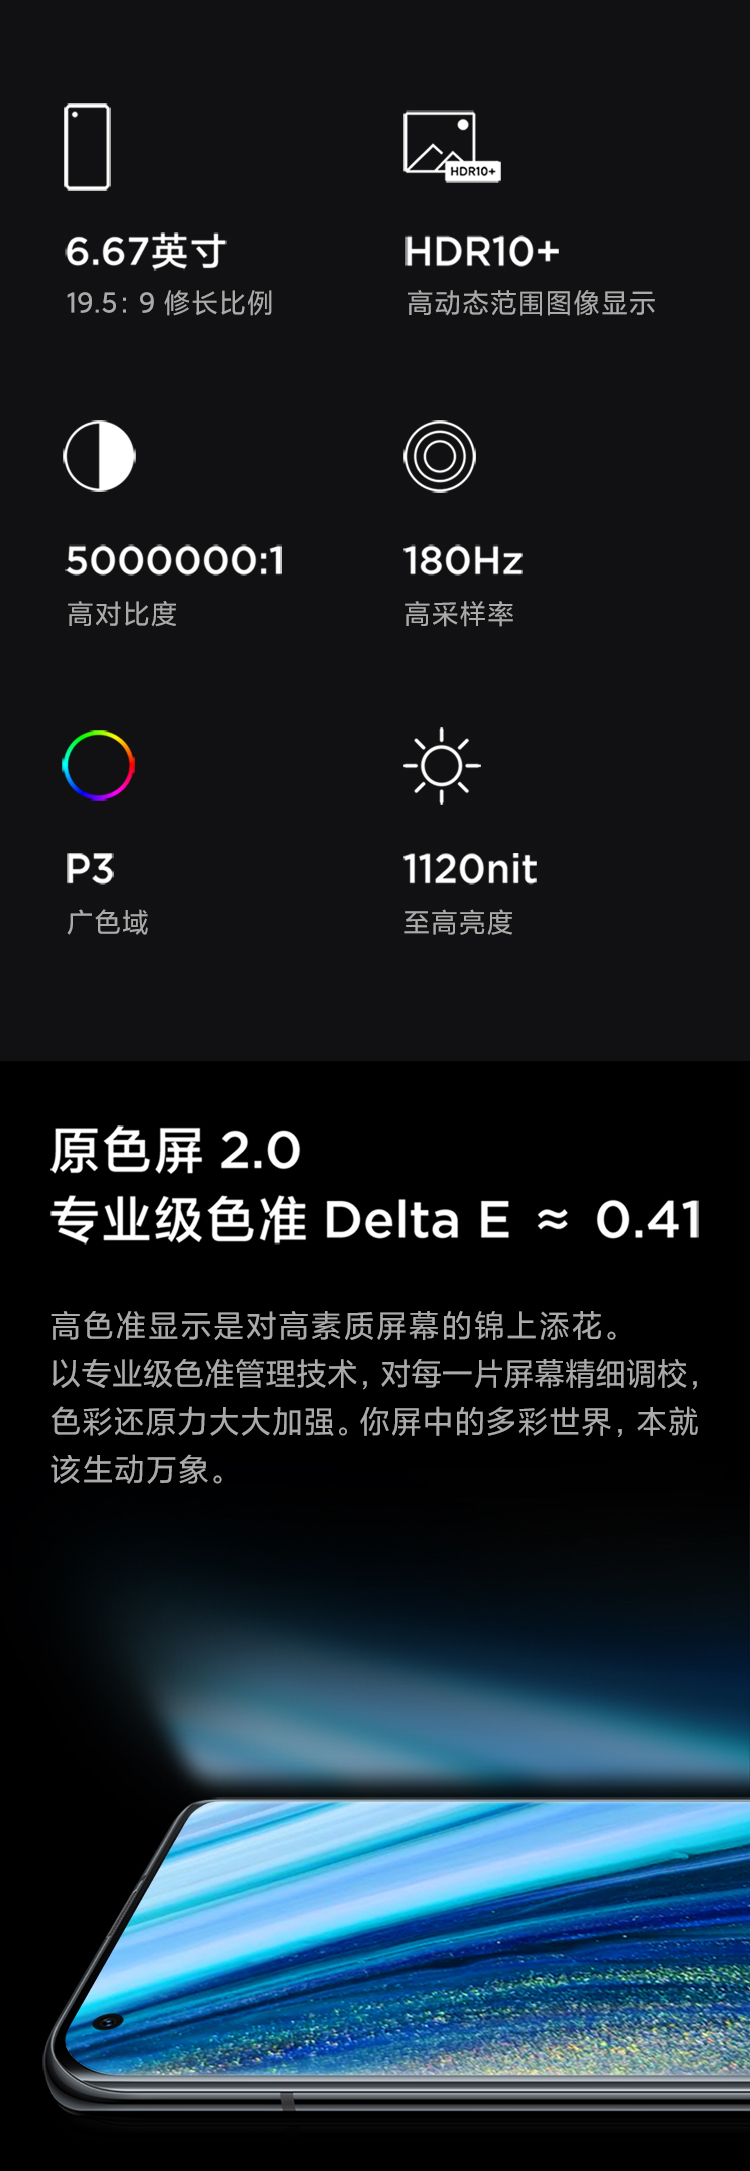 HDR10+
6.67英寸
19.5：9 修长比例
HDR10+
高动态范围图像显示
5000000:1
高对比度
180Hz
高采样率
P3
广色域
1120nit
至高亮度
原色屏 2.0
专业级色准 Delta E ≈ 0.41
高色准显示是对高素质屏幕的锦上添花。
以专业级色准管理技术，对每一片屏幕精细调校，
色彩还原力大大加强。你屏中的多彩世界，本就
该生动万象。